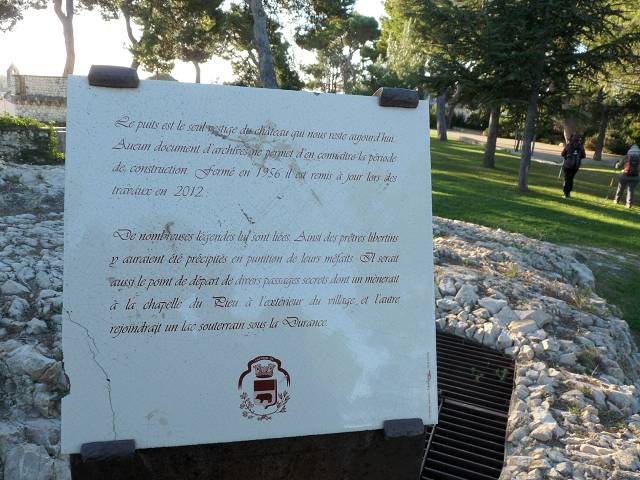 Le puits est le seul vestige du château qui nous reste aujourd'hui.
Aucun document d'archives ne permet d'en connaître la période
de construction. Fermé en 1956 il est remis à jour lors des
travaux en 2012.
De nombreuses légendes lui sont liées. Ainsi des prêtres libertins
y auraient été précipités en punition de leurs méfaits. Il serait
aussi le point de départ de divers passages secrets dont un mènerait
à la chapelle du Pieu à l'extérieur du village, et l'autre
rejoindrait un lac souterrain sous la Durance.